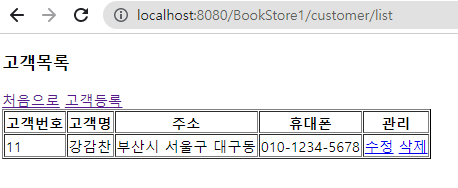 localhost:8080/BookStore1/customer/list
고객목록
처음으로 고객등록
고객번호 고객명 주소 휴대폰 관리
11 강감찬 부산시 서울구 대구동 010-1234-5678 수정 삭제